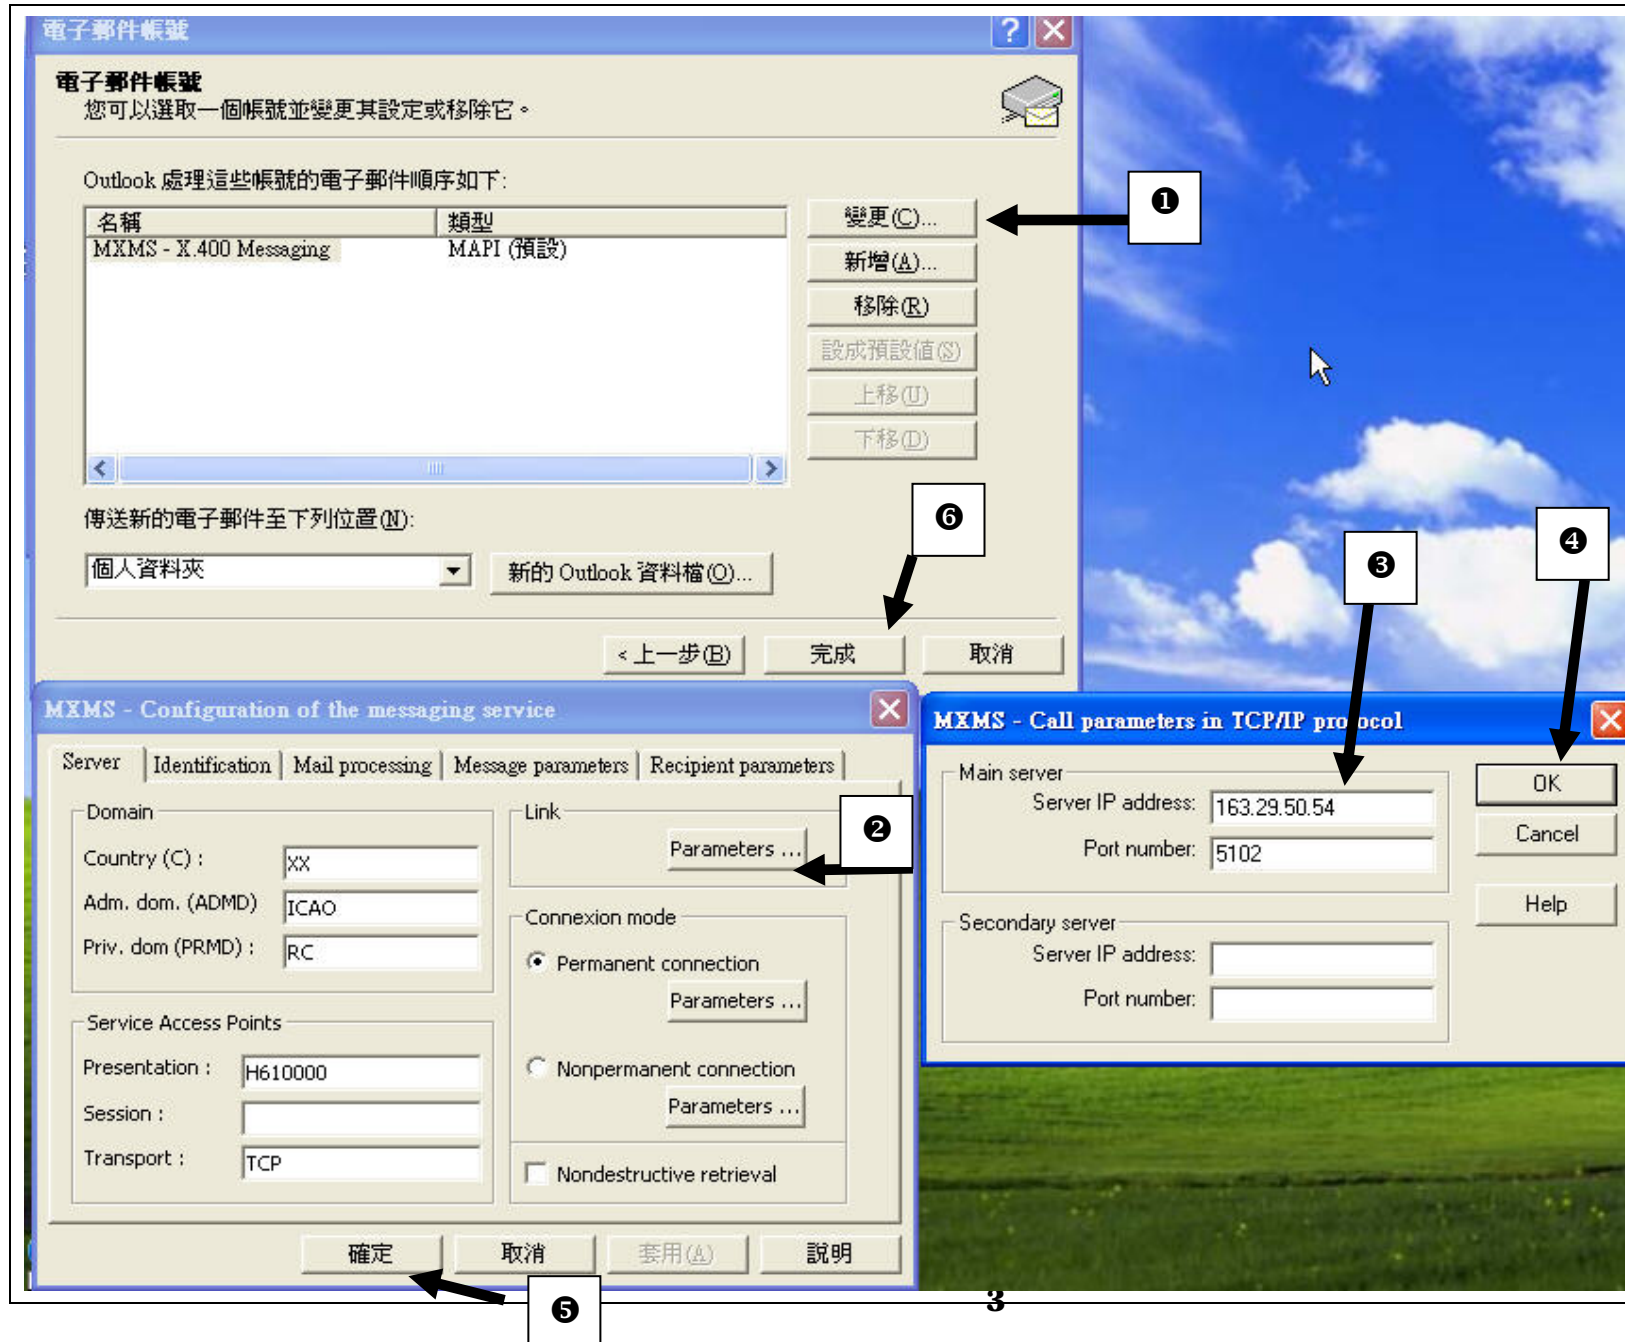 電子郵件帳號
電子郵件帳號
您可以選取一個帳號並變更其設定或移除它。
Outlook 處理這些帳號的電子郵件順序如下:
名稱 類型
MXMS - X.400 Messaging MAPI (預設)
變更(C)...
❶
新增(A)...
移除(R)
設成預設值(S)
上移(U)
下移(D)
傳送新的電子郵件至下列位置(N):
個人資料夾
新的 Outlook 資料檔(O)...
❻
❸
❹
< 上一步(B)
完成
取消
MXMS - Configuration of the messaging service
Server Identification Mail processing Message parameters Recipient parameters
Domain
Country (C) : XX
Adm. dom. (ADMD) ICAO
Priv. dom (PRMD) : RC
Service Access Points
Presentation : H610000
Session :
Transport : TCP
Link
Parameters ...
❷
Connexion mode
Permanent connection
Parameters ...
Nonpermanent connection
Parameters ...
Nondestructive retrieval
確定
取消
套用(A)
說明
❺
MXMS - Call parameters in TCP/IP protocol
Main server
Server IP address: 163.29.50.54
Port number: 5102
Secondary server
Server IP address:
Port number:
OK
Cancel
Help
3